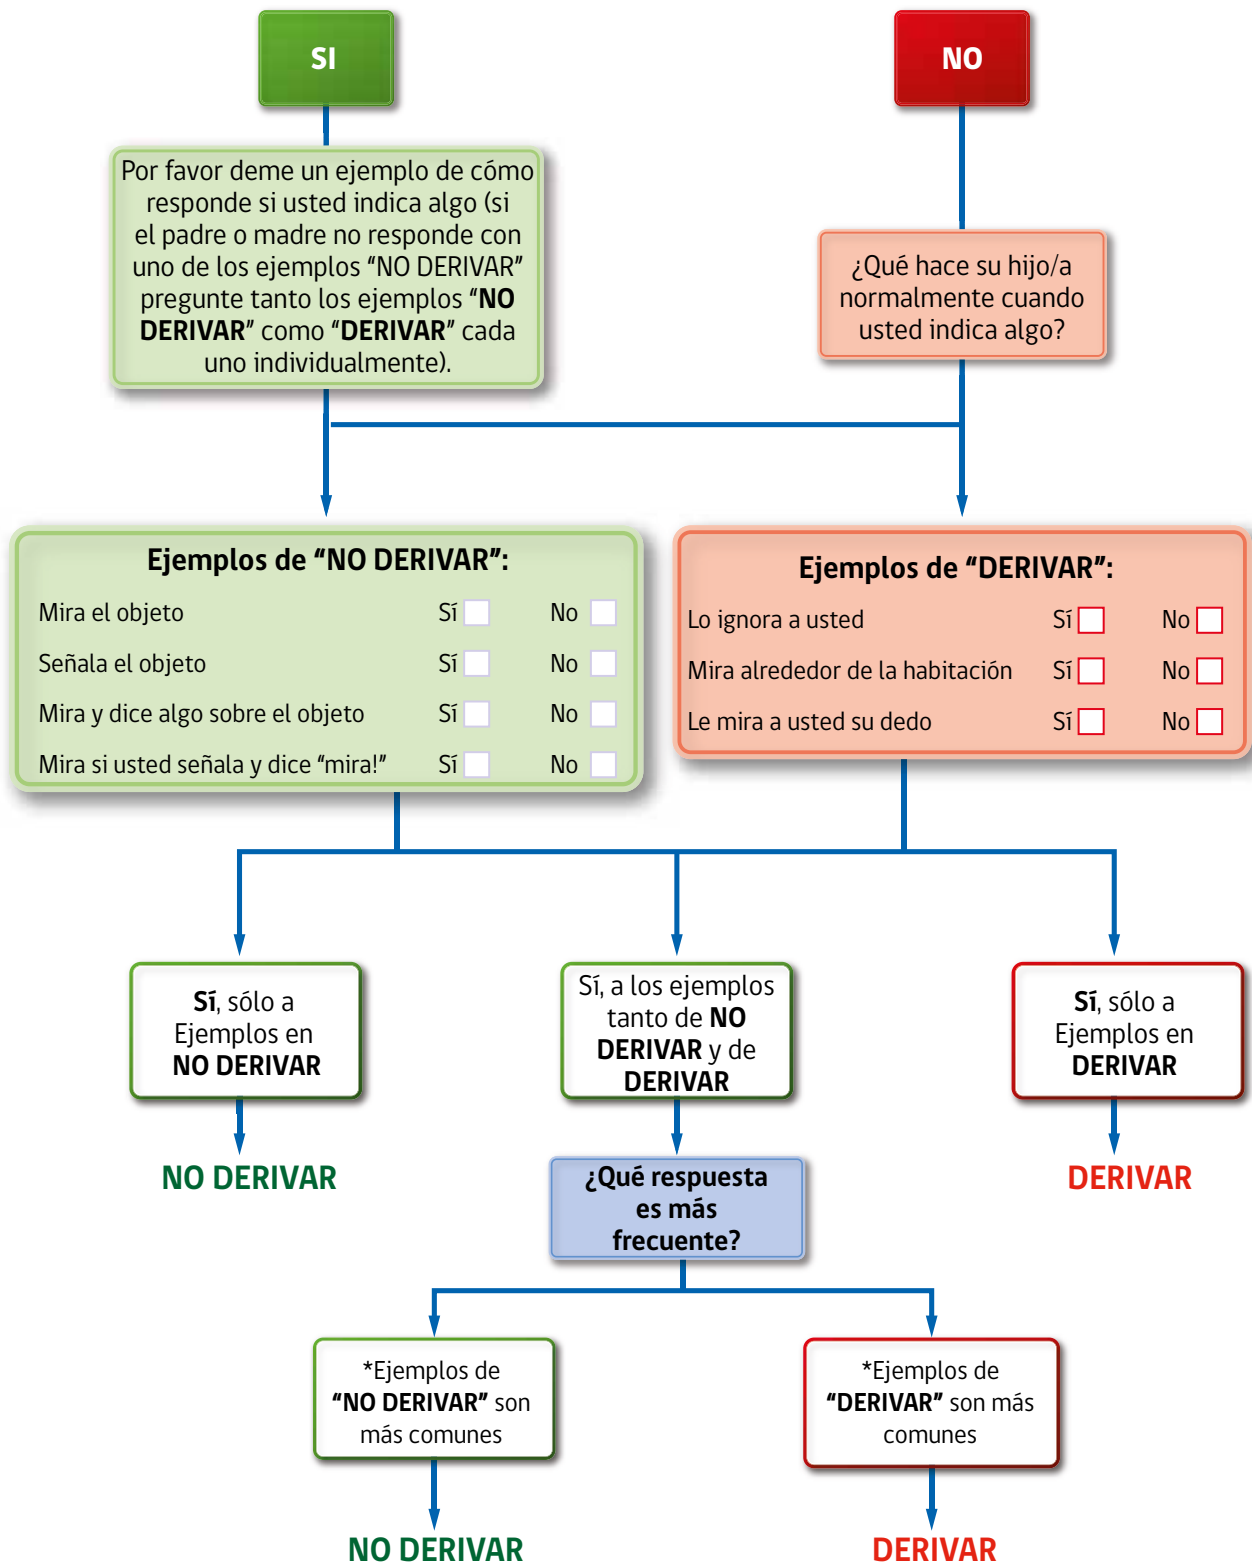 SI
NO
Por favor deme un ejemplo de cómo
responde si usted indica algo (si
el padre o madre no responde con
uno de los ejemplos “NO DERIVAR”
pregunte tanto los ejemplos “NO
DERIVAR” como “DERIVAR” cada
uno individualmente).
¿Qué hace su hijo/a
normalmente cuando
usted indica algo?
Ejemplos de “NO DERIVAR”:
Mira el objeto Sí No
Señala el objeto Sí No
Mira y dice algo sobre el objeto Sí No
Mira si usted señala y dice “mira!” Sí No
Ejemplos de “DERIVAR”:
Lo ignora a usted Sí No
Mira alrededor de la habitación Sí No
Le mira a usted su dedo Sí No
Sí, sólo a
Ejemplos en
NO DERIVAR
Sí, a los ejemplos
tanto de NO
DERIVAR y de
DERIVAR
Sí, sólo a
Ejemplos en
DERIVAR
NO DERIVAR
¿Qué respuesta
es más
frecuente?
DERIVAR
*Ejemplos de
“NO DERIVAR” son
más comunes
*Ejemplos de
“DERIVAR” son más
comunes
NO DERIVAR
DERIVAR